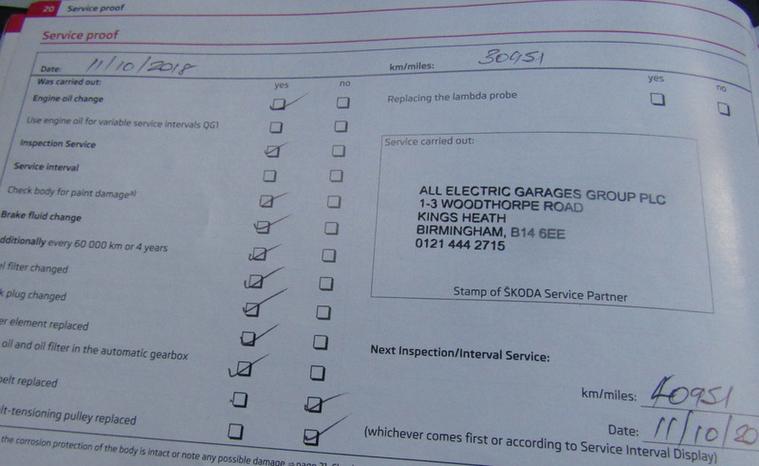 20 Service proof
Service proof
Date: 11/10/2018 km/miles: 30951
Was carried out: yes no yes no
Engine oil change
Replacing the lambda probe
Use engine oil for variable service intervals QG1
Inspection Service
Service carried out:
Service interval
Check body for paint damage
ALL ELECTRIC GARAGES GROUP PLC
1-3 WOODTHORPE ROAD
KINGS HEATH
BIRMINGHAM, B14 6EE
0121 444 2715
Stamp of ŠKODA Service Partner
Brake fluid change
dditionally every 60 000 km or 4 years
el filter changed
k plug changed
er element replaced
oil and oil filter in the automatic gearbox
elt replaced
lt-tensioning pulley replaced
Next Inspection/Interval Service:
km/miles: 40951
Date: 11/10/20
(whichever comes first or according to Service Interval Display)
the corrosion protection of the body is intact or note any possible damage